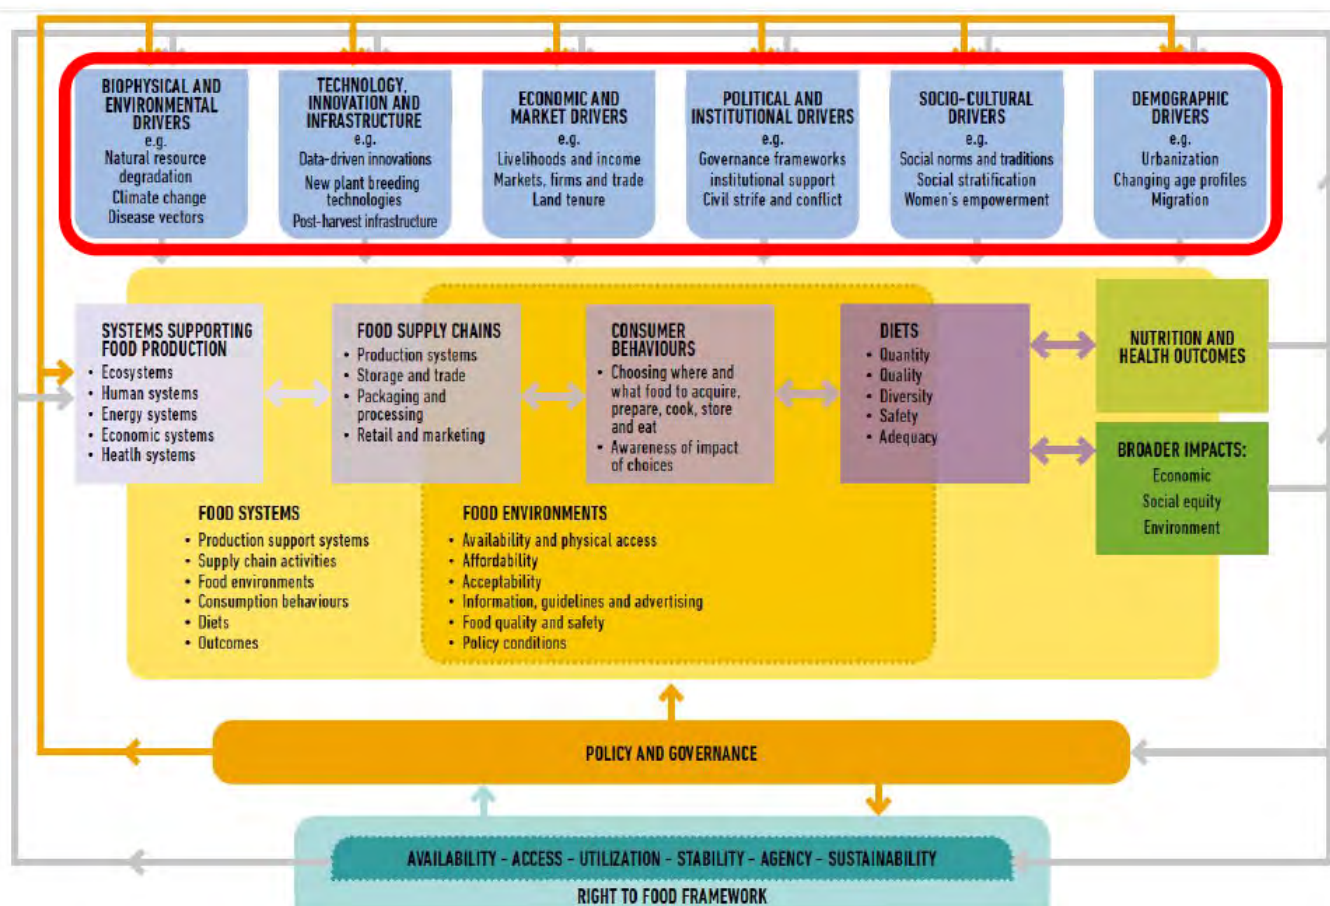 BIOPHYSICAL AND
ENVIRONMENTAL
DRIVERS
e.g.
Natural resource
degradation
Climate change
Disease vectors
TECHNOLOGY,
INNOVATION AND
INFRASTRUCTURE
e.g.
Data-driven innovations
New plant breeding
technologies
Post-harvest infrastructure
ECONOMIC AND
MARKET DRIVERS
e.g.
Livelihoods and income
Markets, firms and trade
Land tenure
POLITICAL AND
INSTITUTIONAL DRIVERS
e.g.
Governance frameworks
institutional support
Civil strife and conflict
SOCIO-CULTURAL
DRIVERS
e.g.
Social norms and traditions
Social stratification
Women's empowerment
DEMOGRAPHIC
DRIVERS
e.g.
Urbanization
Changing age profiles
Migration
SYSTEMS SUPPORTING
FOOD PRODUCTION
• Ecosystems
• Human systems
• Energy systems
• Economic systems
• Heatlh systems
FOOD SUPPLY CHAINS
• Production systems
• Storage and trade
• Packaging and
processing
• Retail and marketing
CONSUMER
BEHAVIOURS
• Choosing where and
what food to acquire,
prepare, cook, store
and eat
• Awareness of impact
of choices
DIETS
• Quantity
• Quality
• Diversity
• Safety
• Adequacy
NUTRITION AND
HEALTH OUTCOMES
BROADER IMPACTS:
Economic
Social equity
Environment
FOOD SYSTEMS
• Production support systems
• Supply chain activities
• Food environments
• Consumption behaviours
• Diets
• Outcomes
FOOD ENVIRONMENTS
• Availability and physical access
• Affordability
• Acceptability
• Information, guidelines and advertising
• Food quality and safety
• Policy conditions
POLICY AND GOVERNANCE
AVAILABILITY – ACCESS – UTILIZATION – STABILITY – AGENCY – SUSTAINABILITY
RIGHT TO FOOD FRAMEWORK